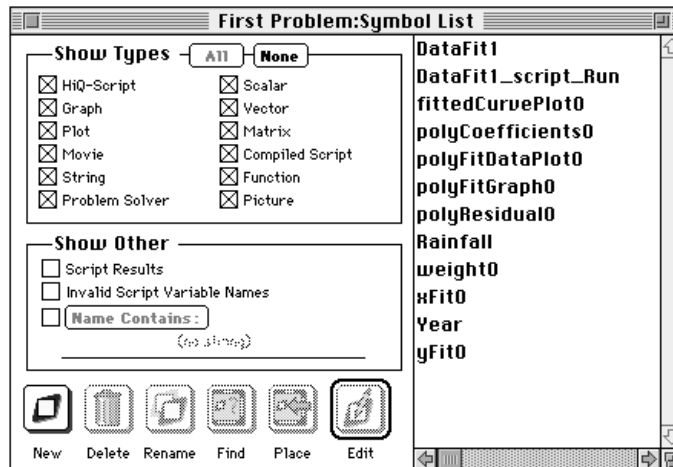 First Problem:Symbol List
Show Types All None
HiQ-Script Scalar
Graph Vector
Plot Matrix
Movie Compiled Script
String Function
Problem Solver Picture
Show Other
Script Results
Invalid Script Variable Names
Name Contains:
(no string)
New Delete Rename Find Place Edit
DataFit1
DataFit1_script_Run
fittedCurvePlot0
polyCoefficients0
polyFitDataPlot0
polyFitGraph0
polyResidual0
Rainfall
weight0
xFit0
Year
yFit0